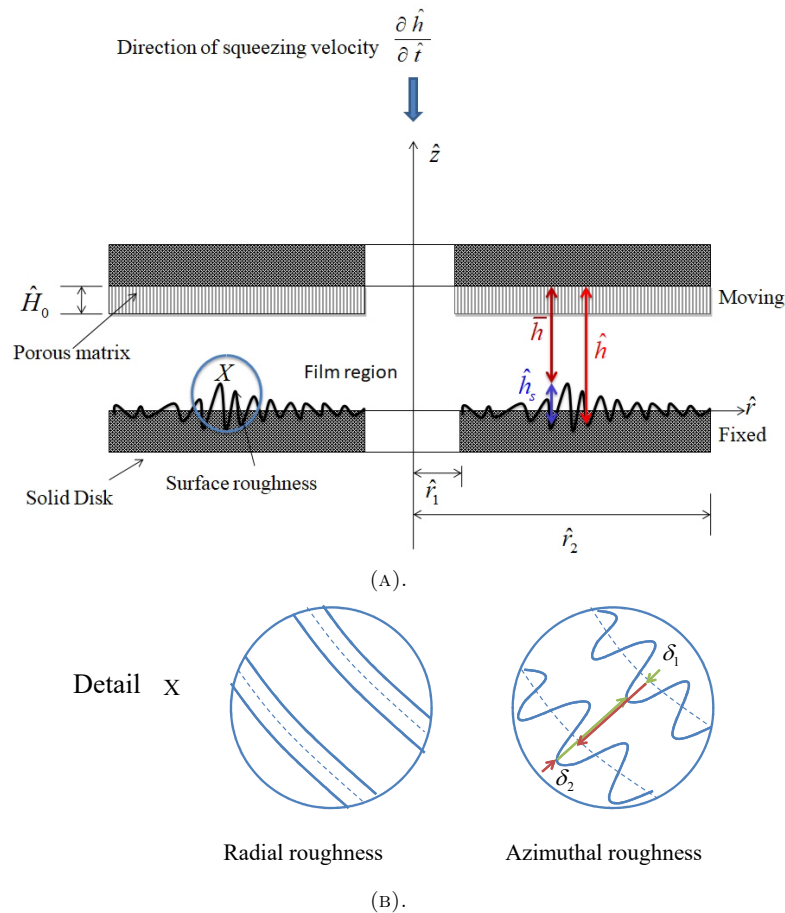 Direction of squeezing velocity ∂ĥ/∂t̂
ẑ
Ĥ₀
Moving
h̄
ĥ
Porous matrix
X
Film region
ĥₛ
r̂
Fixed
Surface roughness
r̂₁
Solid Disk
r̂₂
(A).
δ₁
Detail X
δ₂
Radial roughness
Azimuthal roughness
(B).